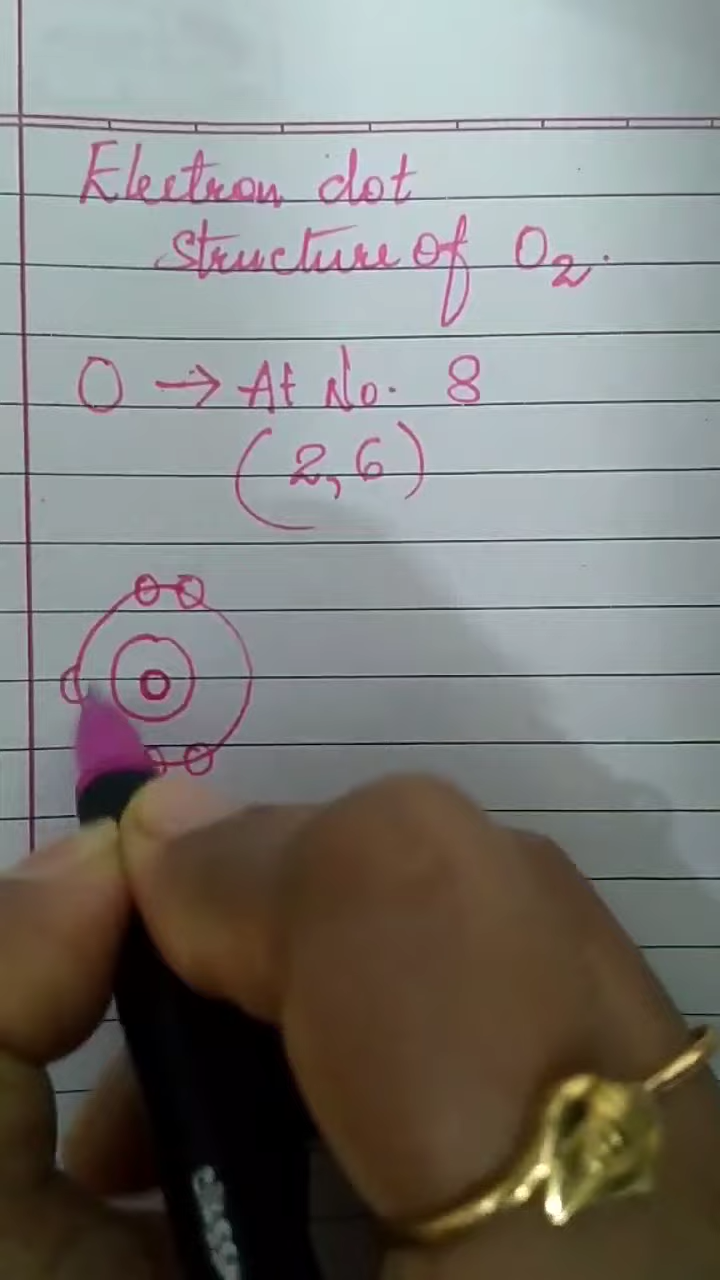 Electron dot
structure of O2.
O → At No. 8
(2,6)